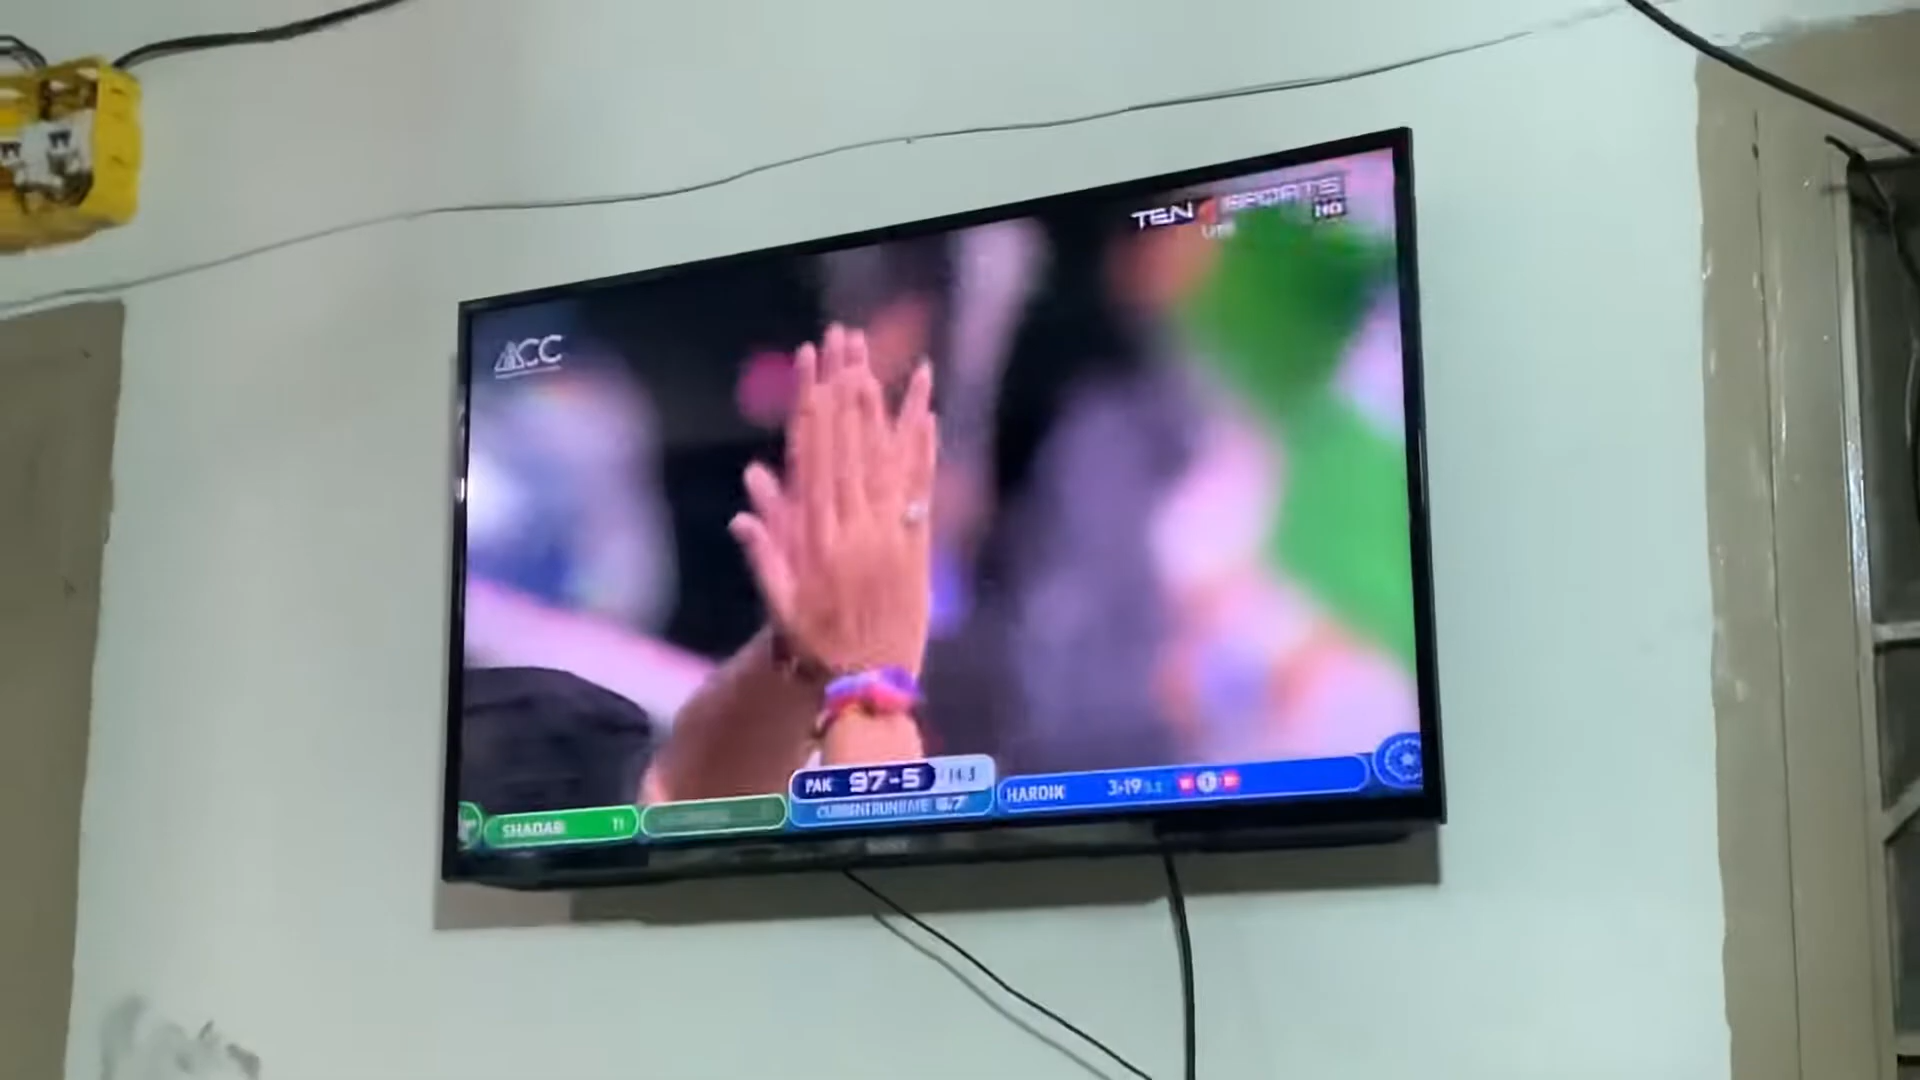 TEN SPORTS
HD
ACC
PAK 97-5 14.3
CURRENT RUN RATE 6.7
HARDIK 3-19
SHADAB 11